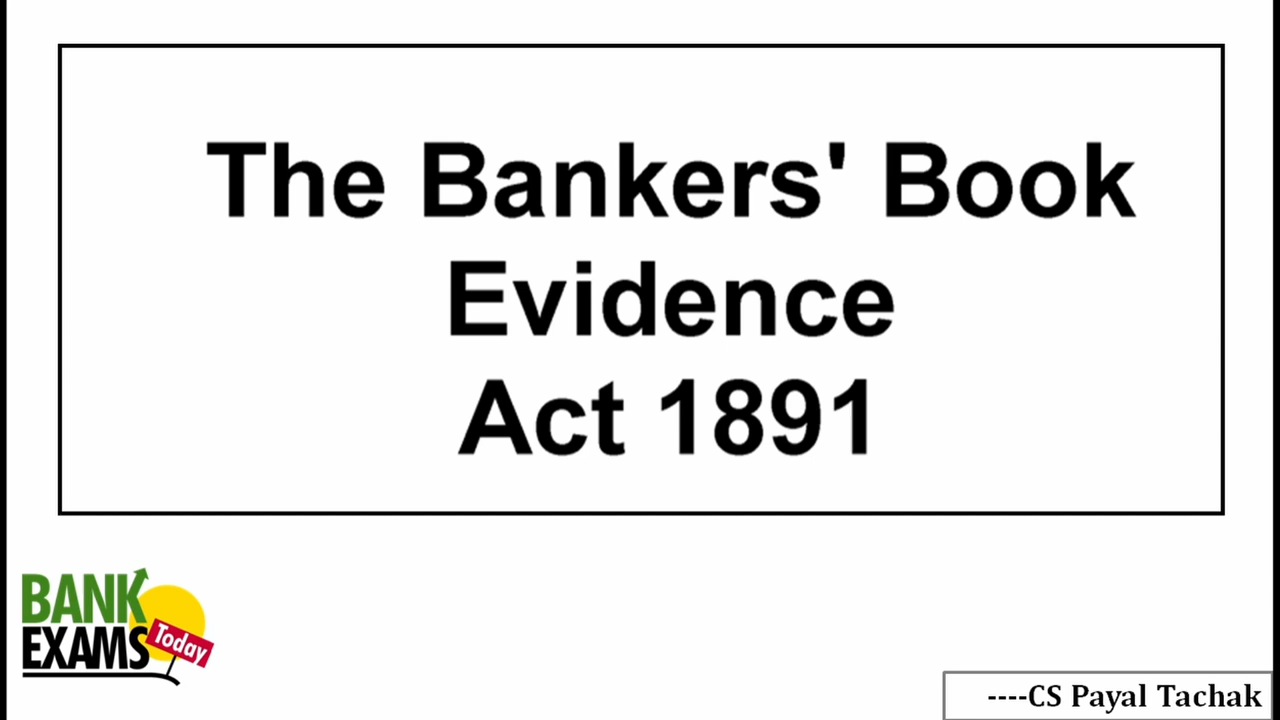 The Bankers' Book
Evidence
Act 1891
BANK
EXAMS
Today
----CS Payal Tachak